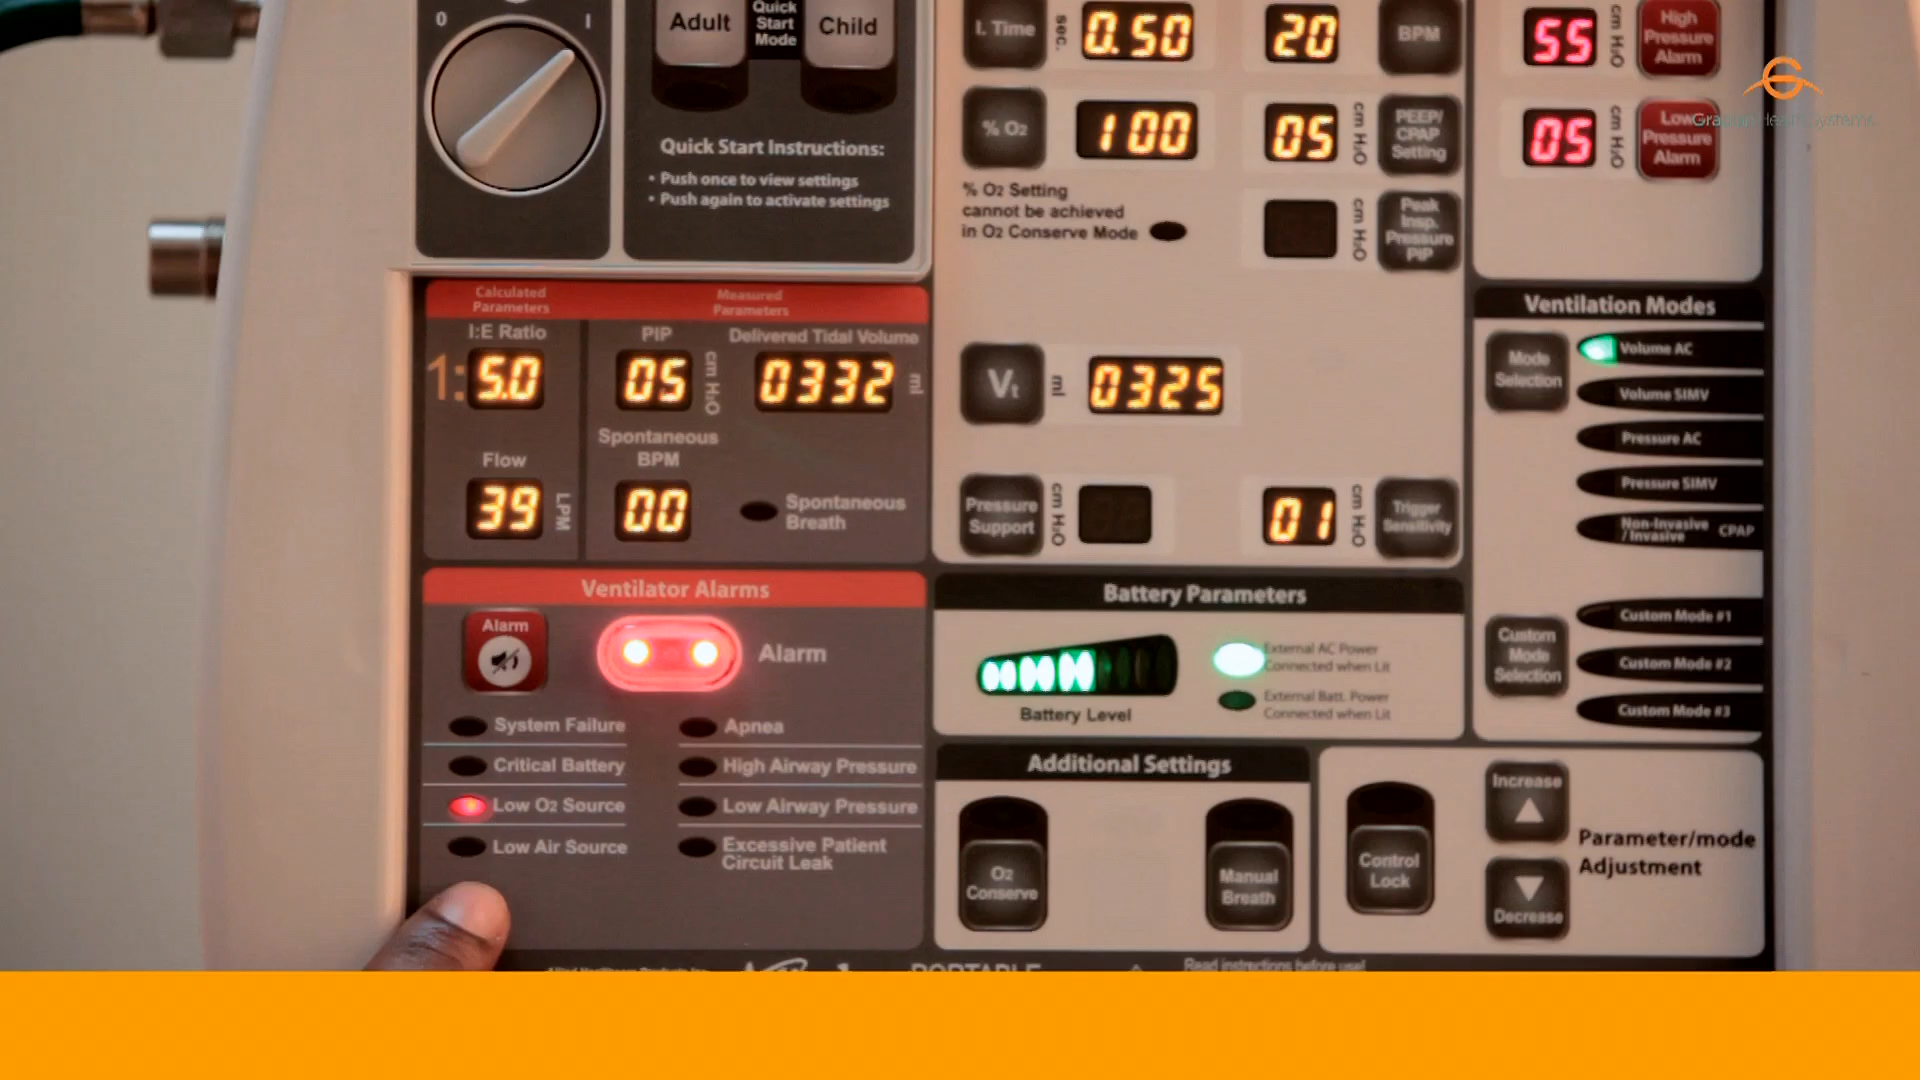 0
I
Adult
Quick
Start
Mode
Child
Quick Start Instructions:
• Push once to view settings
• Push again to activate settings
I. Time
sec.
0.50
20
BPM
% O2
100
05
cm H2O
PEEP/
CPAP
Setting
% O2 Setting
cannot be achieved
in O2 Conserve Mode
cm H2O
Peak
Insp.
Pressure
PIP
55
cm H2O
High
Pressure
Alarm
05
cm H2O
Low
Pressure
Alarm
Calculated
Parameters
Measured
Parameters
I:E Ratio
1:5.0
PIP
05
cm H2O
Delivered Tidal Volume
0332
ml
Flow
39
LPM
Spontaneous
BPM
00
Spontaneous
Breath
Vt
ml
0325
Pressure
Support
cm H2O
01
cm H2O
Trigger
Sensitivity
Ventilation Modes
Mode
Selection
Volume AC
Volume SIMV
Pressure AC
Pressure SIMV
Non-Invasive
/ Invasive
CPAP
Custom
Mode
Selection
Custom Mode #1
Custom Mode #2
Custom Mode #3
Ventilator Alarms
Alarm
Alarm
System Failure
Critical Battery
Low O2 Source
Low Air Source
Apnea
High Airway Pressure
Low Airway Pressure
Excessive Patient
Circuit Leak
Battery Parameters
Battery Level
External AC Power
Connected when Lit
External Batt. Power
Connected when Lit
Additional Settings
O2
Conserve
Manual
Breath
Control
Lock
Increase
Decrease
Parameter/mode
Adjustment
PORTABLE
Read instructions before use!